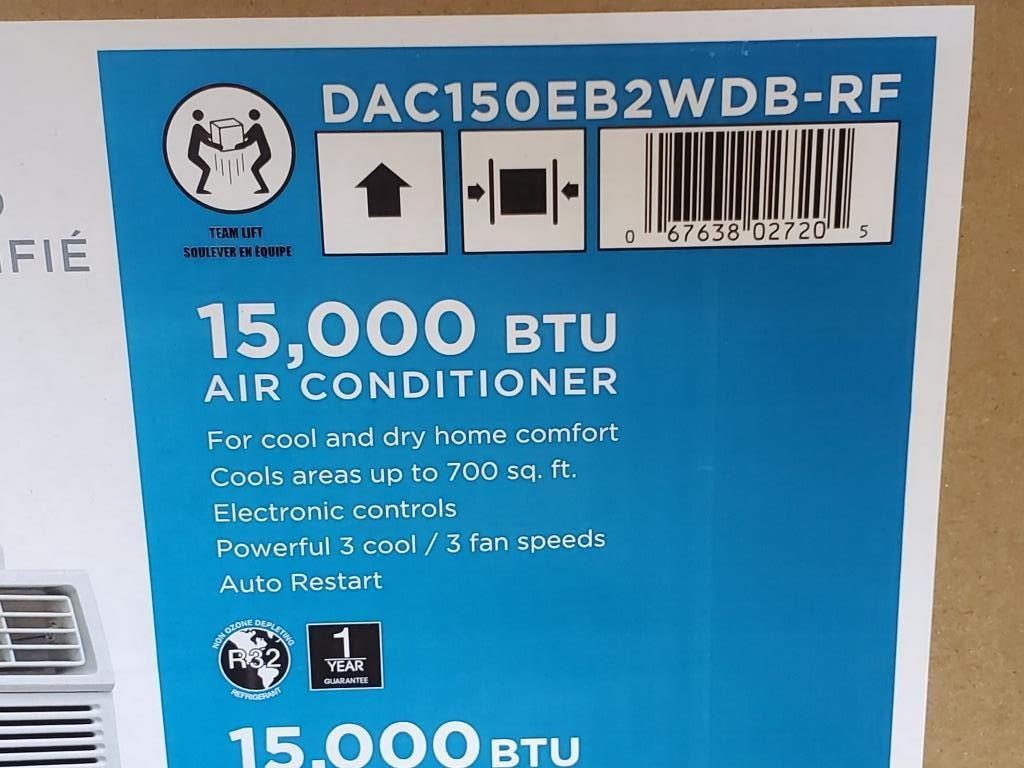 IFIÉ
DAC150EB2WDB-RF
TEAM LIFT
SOULEVER EN ÉQUIPE
0 67638 02720 5
15,000 BTU
AIR CONDITIONER
For cool and dry home comfort
Cools areas up to 700 sq. ft.
Electronic controls
Powerful 3 cool / 3 fan speeds
Auto Restart
NON OZONE DEPLETING
R32
REFRIGERANT
1
YEAR
GUARANTEE
15,000 BTU